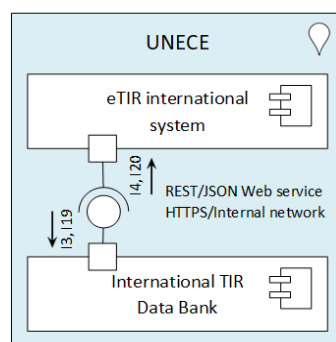 UNECE
eTIR international
system
I4, I20
REST/JSON Web service
HTTPS/Internal network
I3, I19
International TIR
Data Bank